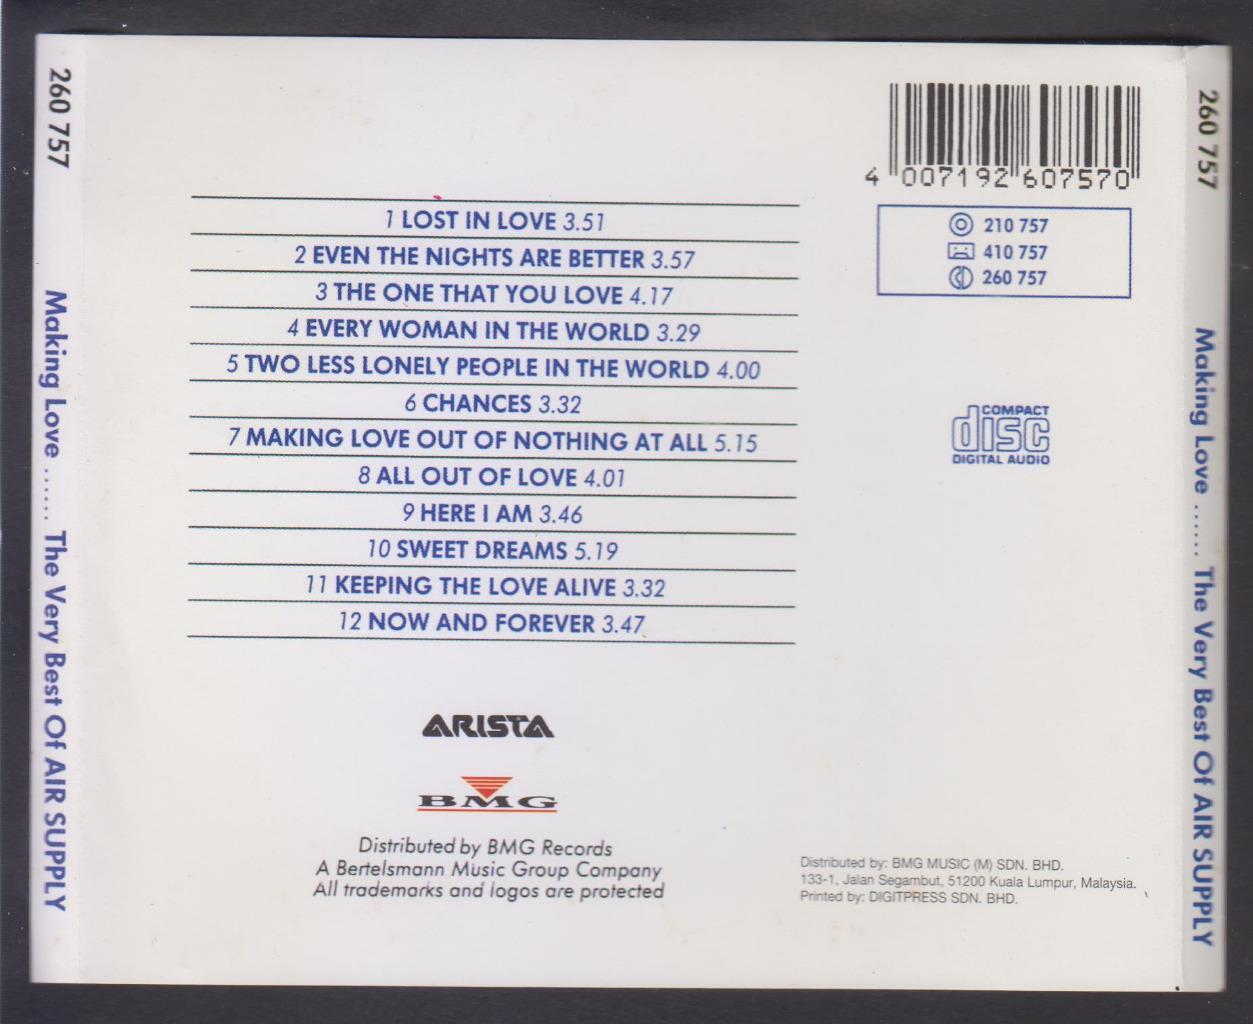 260 757
Making Love ....... The Very Best Of AIR SUPPLY
1 LOST IN LOVE 3.51
2 EVEN THE NIGHTS ARE BETTER 3.57
3 THE ONE THAT YOU LOVE 4.17
4 EVERY WOMAN IN THE WORLD 3.29
5 TWO LESS LONELY PEOPLE IN THE WORLD 4.00
6 CHANCES 3.32
7 MAKING LOVE OUT OF NOTHING AT ALL 5.15
8 ALL OUT OF LOVE 4.01
9 HERE I AM 3.46
10 SWEET DREAMS 5.19
11 KEEPING THE LOVE ALIVE 3.32
12 NOW AND FOREVER 3.47
ARISTA
BMG
Distributed by BMG Records
A Bertelsmann Music Group Company
All trademarks and logos are protected
4 007192 607570
210 757
410 757
260 757
COMPACT
disc
DIGITAL AUDIO
Distributed by: BMG MUSIC (M) SDN. BHD.
133-1, Jalan Segambut, 51200 Kuala Lumpur, Malaysia.
Printed by: DIGITPRESS SDN. BHD.
260 757
Making Love ....... The Very Best Of AIR SUPPLY